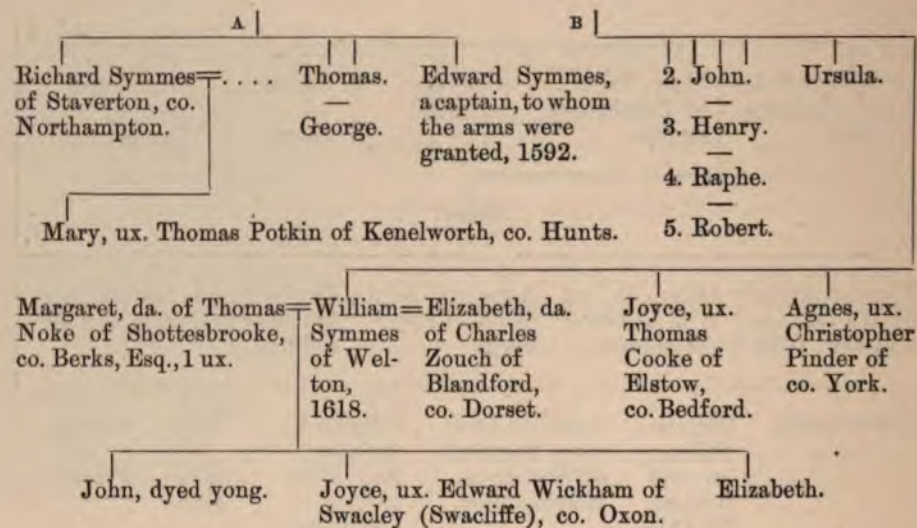 A B
Richard Symmes=.... Thomas. Edward Symmes, 2. John. Ursula.
of Staverton, co. — a captain, to whom —
Northampton. George. the arms were 3. Henry.
granted, 1592. —
4. Raphe.
—
Mary, ux. Thomas Potkin of Kenelworth, co. Hunts. 5. Robert.
Margaret, da. of Thomas=William=Elizabeth, da. Joyce, ux. Agnes, ux.
Noke of Shottesbrooke, Symmes of Charles Thomas Christopher
co. Berks, Esq., 1 ux. of Wel- Zouch of Cooke of Pinder of
ton, Blandford, Elstow, co. York.
1618. co. Dorset. co. Bedford.
John, dyed yong. Joyce, ux. Edward Wickham of Elizabeth.
Swacley (Swacliffe), co. Oxon.